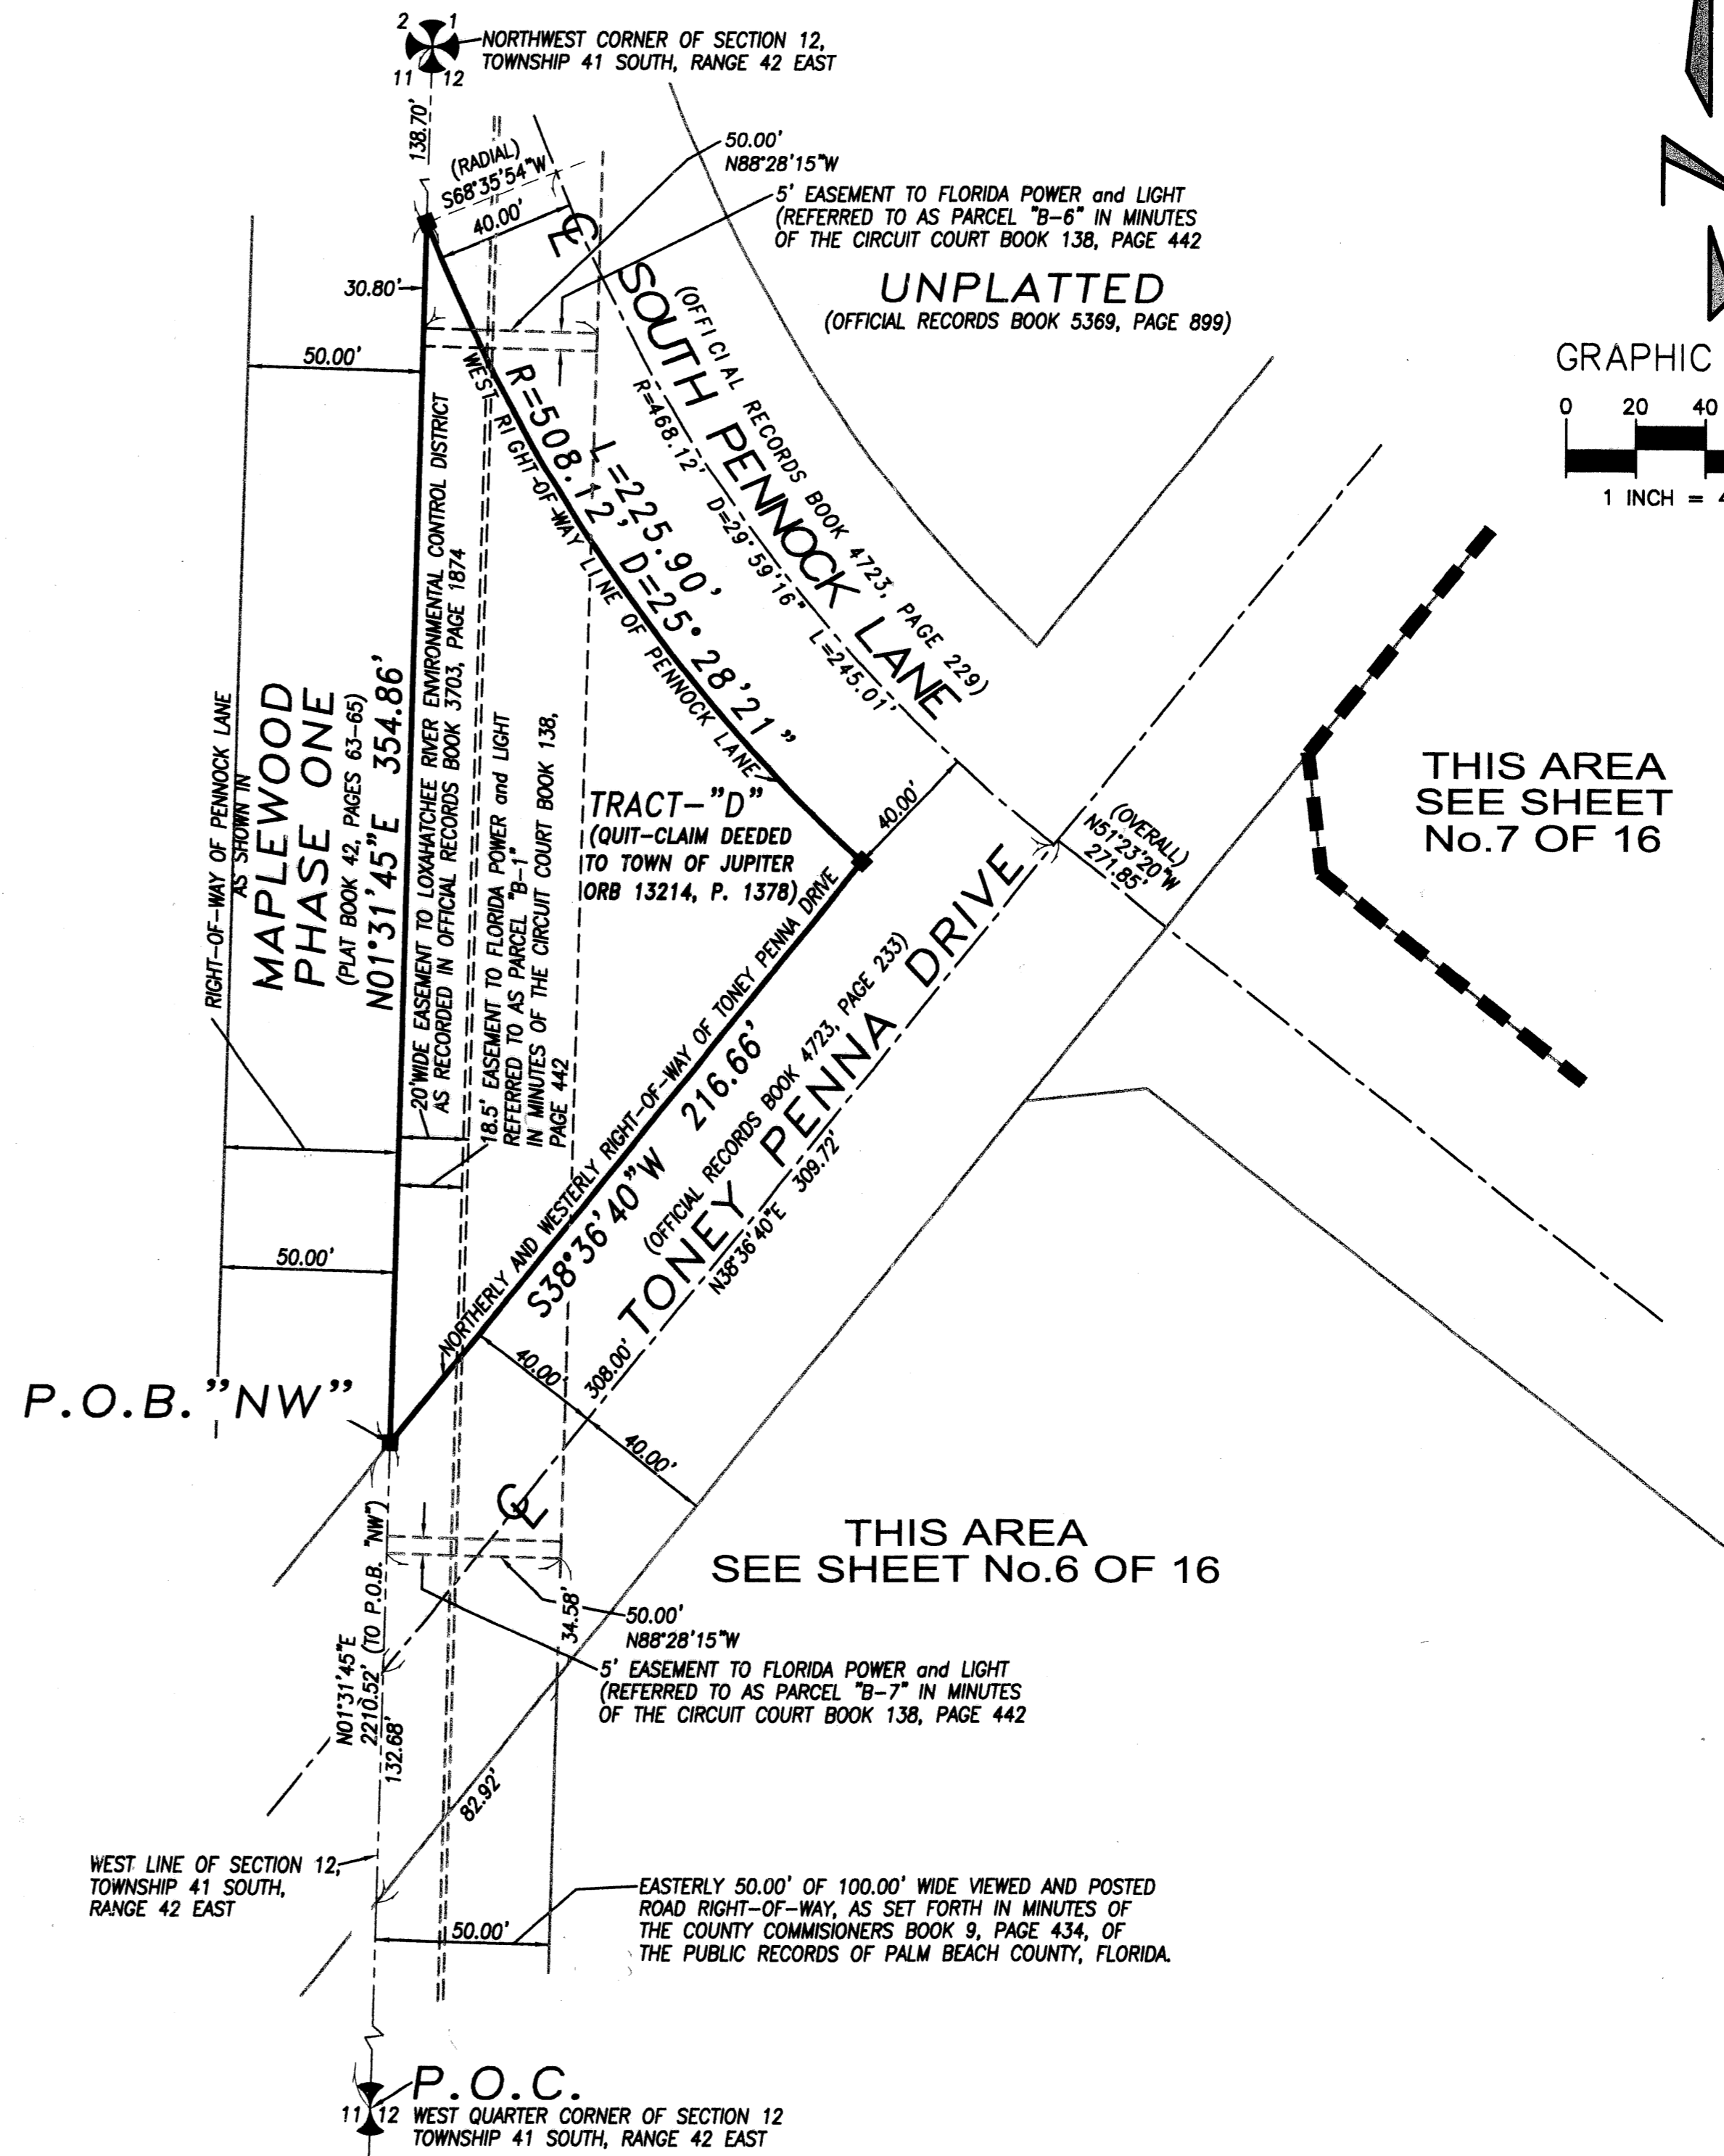 2 1
11 12
NORTHWEST CORNER OF SECTION 12,
TOWNSHIP 41 SOUTH, RANGE 42 EAST
138.70'
(RADIAL)
S68°35'54"W
40.00'
50.00'
N88°28'15"W
5' EASEMENT TO FLORIDA POWER and LIGHT
(REFERRED TO AS PARCEL "B-6" IN MINUTES
OF THE CIRCUIT COURT BOOK 138, PAGE 442
UNPLATTED
(OFFICIAL RECORDS BOOK 5369, PAGE 899)
GRAPHIC
0 20 40
1 INCH = 4
30.80'
50.00'
CL
SOUTH PENNOCK LANE
(OFFICIAL RECORDS BOOK 4723, PAGE 229)
R=468.12' D=29°59'16" L=245.01'
L=225.90'
R=508.12' D=25°28'21"
WEST RIGHT-OF-WAY LINE OF PENNOCK LANE
RIGHT-OF-WAY OF PENNOCK LANE
AS SHOWN IN
MAPLEWOOD
PHASE ONE
(PLAT BOOK 42, PAGES 63-65)
N01°31'45"E 354.86'
20'WIDE EASEMENT TO LOXAHATCHEE RIVER ENVIRONMENTAL CONTROL DISTRICT
AS RECORDED IN OFFICIAL RECORDS BOOK 3703, PAGE 1874
18.5' EASEMENT TO FLORIDA POWER and LIGHT
REFERRED TO AS PARCEL "B-1"
IN MINUTES OF THE CIRCUIT COURT BOOK 138,
PAGE 442
TRACT-"D"
(QUIT-CLAIM DEEDED
TO TOWN OF JUPITER
ORB 13214, P. 1378)
40.00'
(OVERALL)
N51°23'20"W
271.85'
THIS AREA
SEE SHEET
No.7 OF 16
NORTHERLY AND WESTERLY RIGHT-OF-WAY OF TONEY PENNA DRIVE
S38°36'40"W 216.66'
(OFFICIAL RECORDS BOOK 4723, PAGE 233)
TONEY PENNA DRIVE
N38°36'40"E 309.72'
308.00'
50.00'
40.00'
40.00'
P.O.B. "NW"
CL
THIS AREA
SEE SHEET No.6 OF 16
34.58'
50.00'
N88°28'15"W
5' EASEMENT TO FLORIDA POWER and LIGHT
(REFERRED TO AS PARCEL "B-7" IN MINUTES
OF THE CIRCUIT COURT BOOK 138, PAGE 442
N01°31'45"E
2210.52' (TO P.O.B. "NW")
132.68'
82.92'
WEST LINE OF SECTION 12,
TOWNSHIP 41 SOUTH,
RANGE 42 EAST
50.00'
EASTERLY 50.00' OF 100.00' WIDE VIEWED AND POSTED
ROAD RIGHT-OF-WAY, AS SET FORTH IN MINUTES OF
THE COUNTY COMMISIONERS BOOK 9, PAGE 434, OF
THE PUBLIC RECORDS OF PALM BEACH COUNTY, FLORIDA.
P.O.C.
11 12 WEST QUARTER CORNER OF SECTION 12
TOWNSHIP 41 SOUTH, RANGE 42 EAST